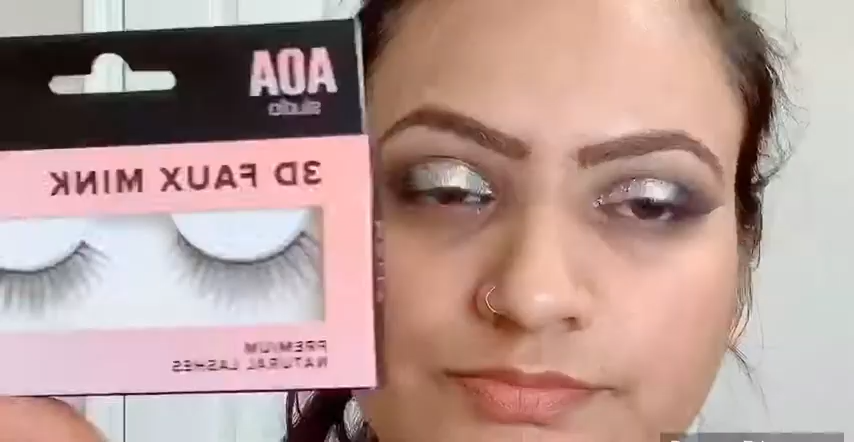 AOA
studio
3D FAUX MINK
PREMIUM
NATURAL LASHES